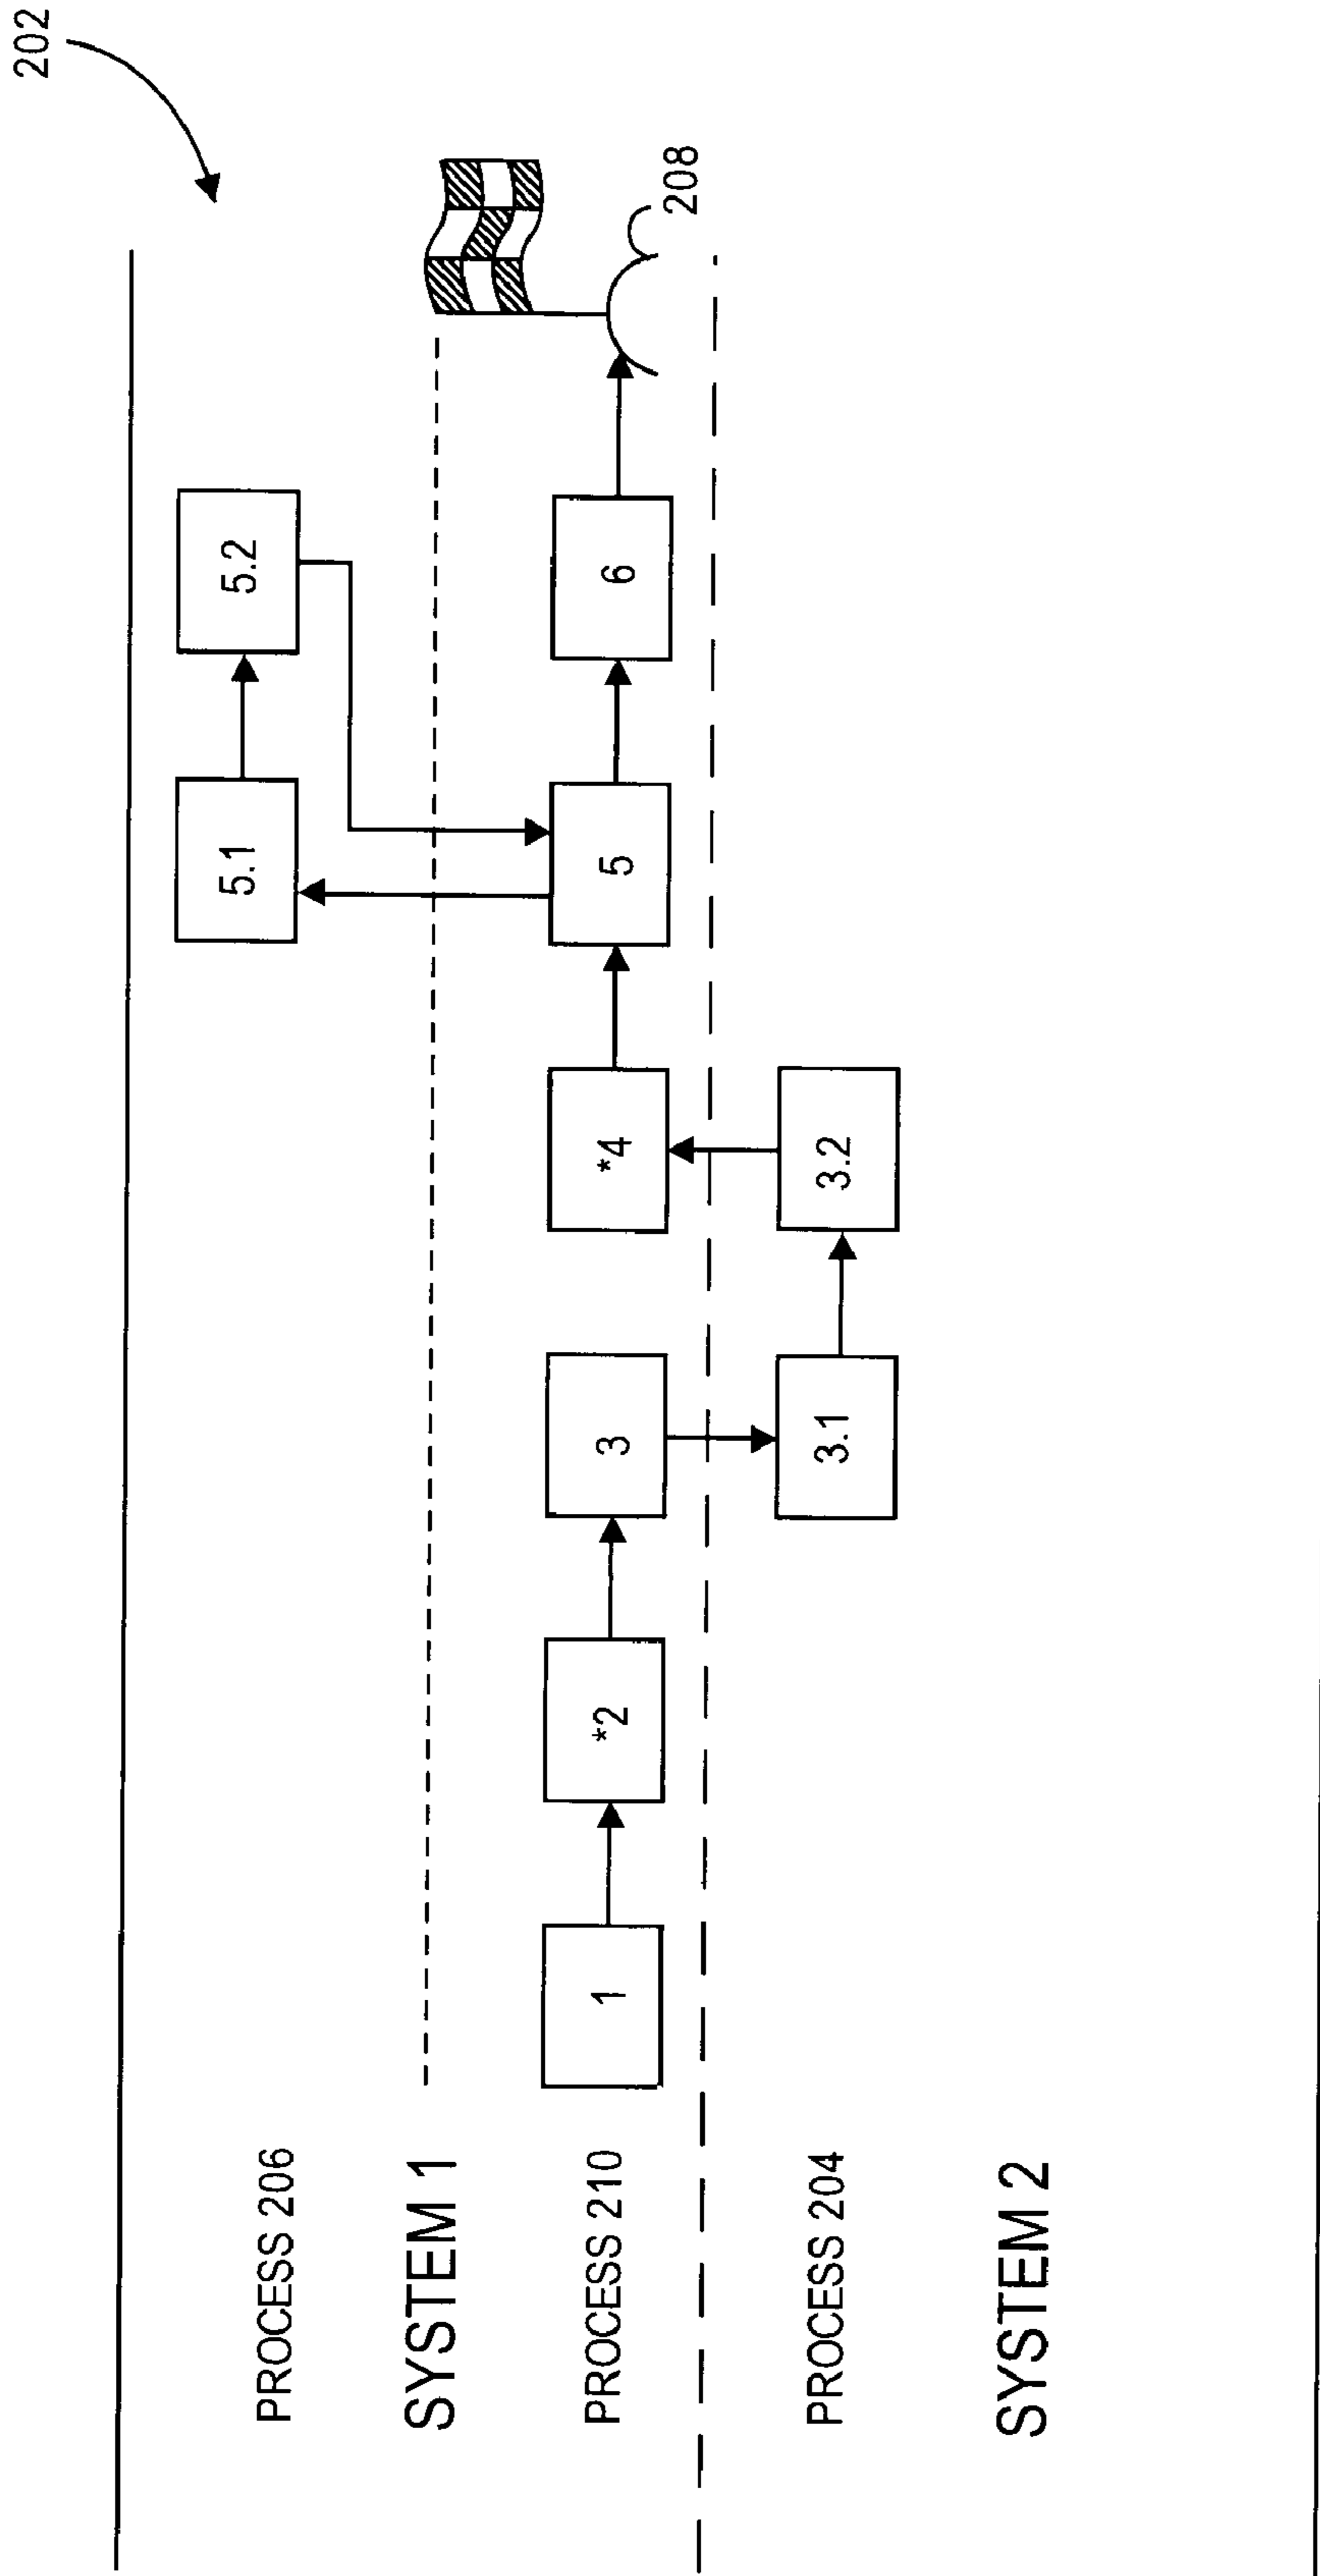 202
5.1
5.2
PROCESS 206
SYSTEM 1
PROCESS 210
1
*2
3
*4
5
6
208
PROCESS 204
3.1
3.2
SYSTEM 2